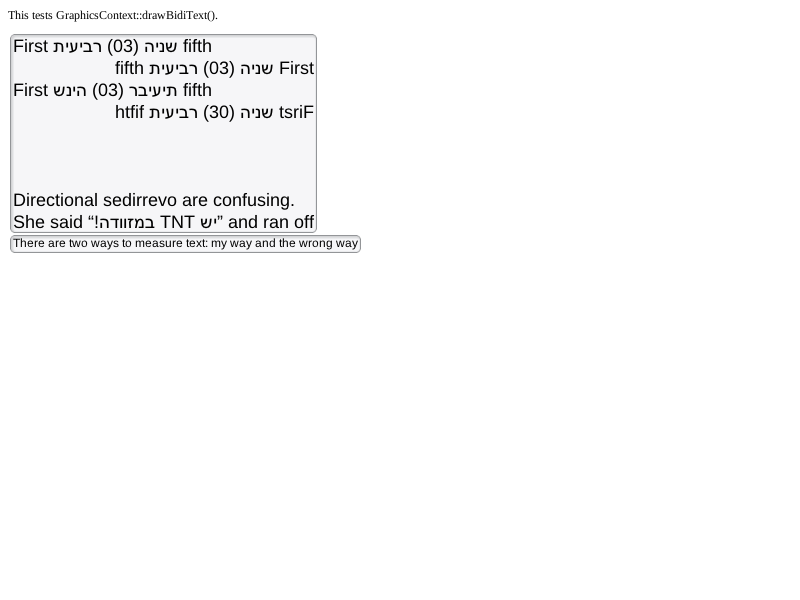 This tests GraphicsContext::drawBidiText().
First שניה (03) רביעית fifth
First שניה (03) רביעית fifth
First תיעיבר (03) הינש fifth
tsriF שניה (30) רביעית htfif
Directional sedirrevo are confusing.
She said “יש TNT במזוודה!” and ran off
There are two ways to measure text: my way and the wrong way